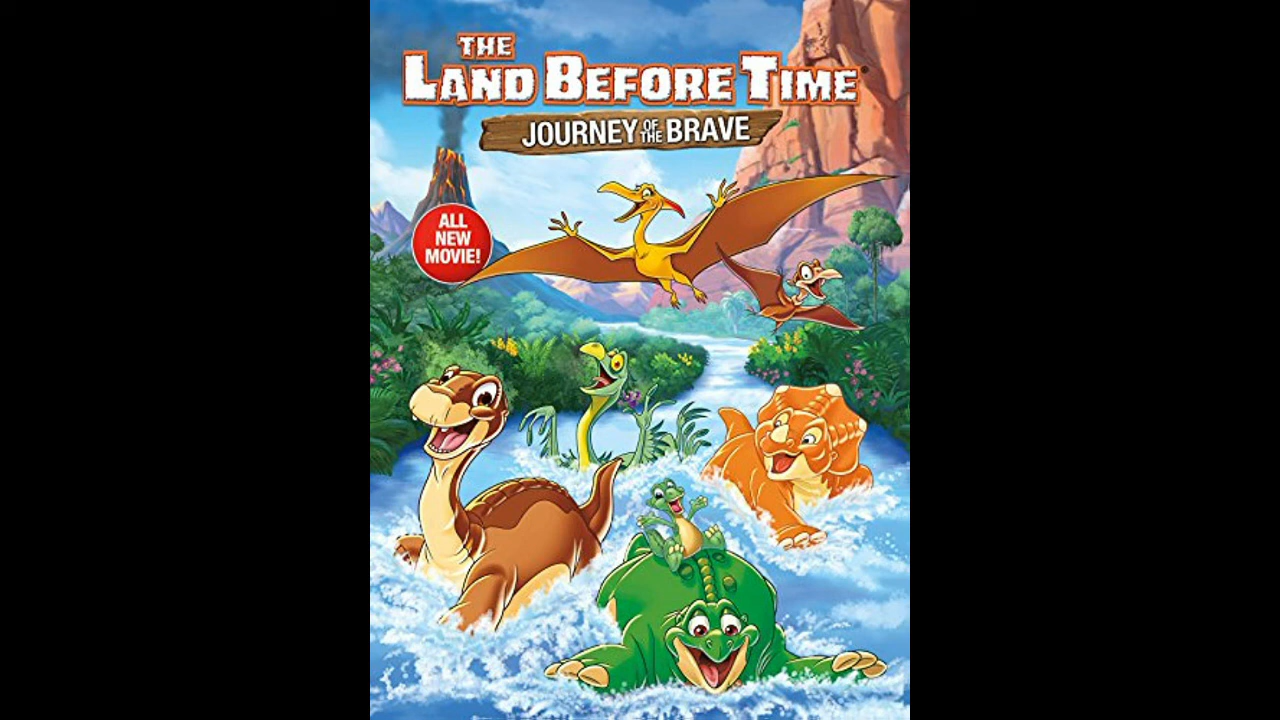 THE
LAND BEFORE TIME
JOURNEY OF THE BRAVE
ALL
NEW
MOVIE!